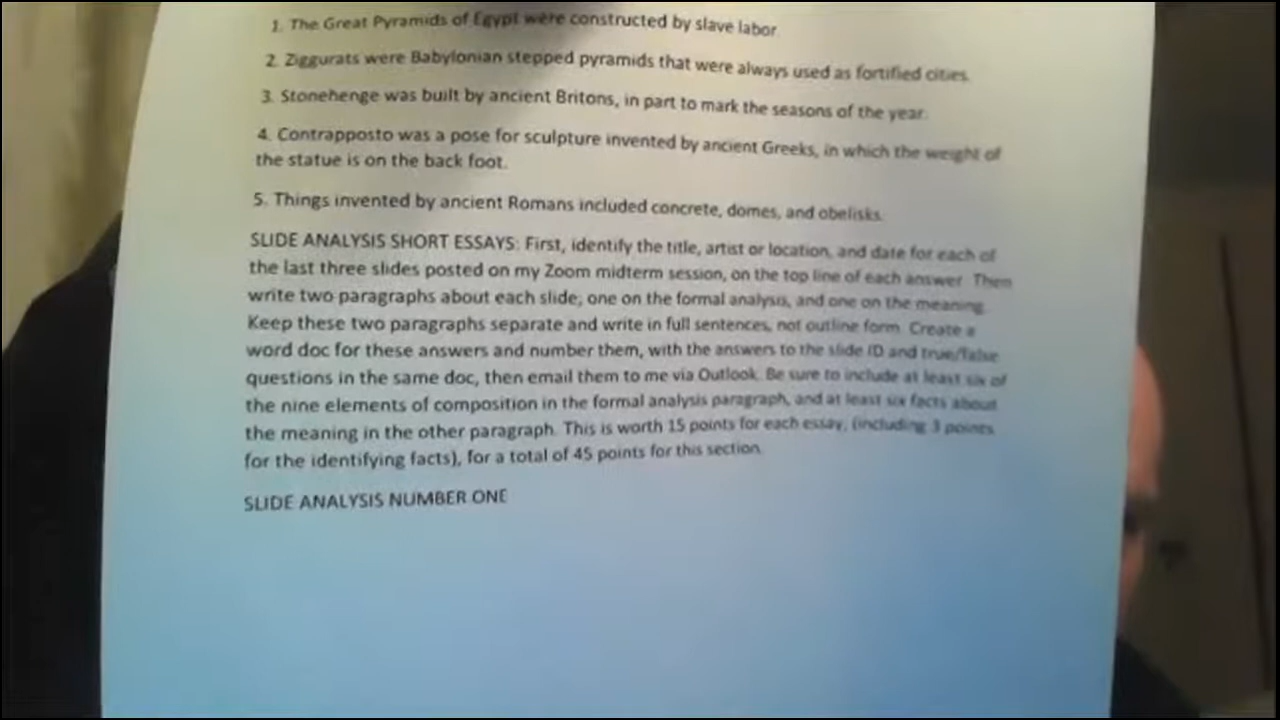 1. The Great Pyramids of Egypt were constructed by slave labor.
2. Ziggurats were Babylonian stepped pyramids that were always used as fortified cities.
3. Stonehenge was built by ancient Britons, in part to mark the seasons of the year.
4. Contrapposto was a pose for sculpture invented by ancient Greeks, in which the weight of
the statue is on the back foot.
5. Things invented by ancient Romans included concrete, domes, and obelisks.
SLIDE ANALYSIS SHORT ESSAYS: First, identify the title, artist or location, and date for each of
the last three slides posted on my Zoom midterm session, on the top line of each answer. Then
write two paragraphs about each slide, one on the formal analysis, and one on the meaning.
Keep these two paragraphs separate and write in full sentences, not outline form. Create a
word doc for these answers and number them, with the answers to the slide ID and true/false
questions in the same doc, then email them to me via Outlook. Be sure to include at least six of
the nine elements of composition in the formal analysis paragraph, and at least six facts about
the meaning in the other paragraph. This is worth 15 points for each essay, (including 3 points
for the identifying facts), for a total of 45 points for this section.
SLIDE ANALYSIS NUMBER ONE